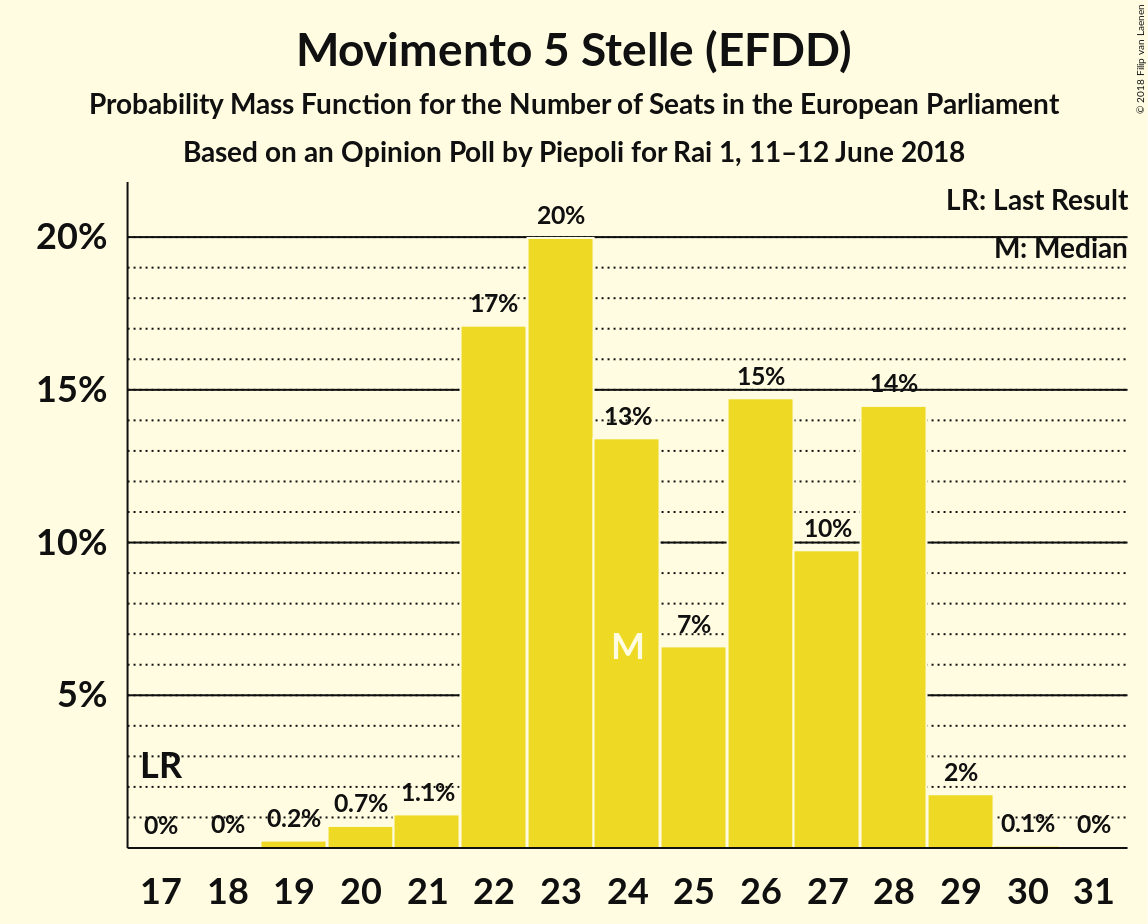 Movimento 5 Stelle (EFDD)
Probability Mass Function for the Number of Seats in the European Parliament
Based on an Opinion Poll by Piepoli for Rai 1, 11–12 June 2018
© 2018 Filip van Laenen
LR: Last Result
M: Median
20%
15%
10%
5%
LR
0%
0%
0.2%
0.7%
1.1%
17%
20%
13%
M
7%
15%
10%
14%
2%
0.1%
0%
17 18 19 20 21 22 23 24 25 26 27 28 29 30 31